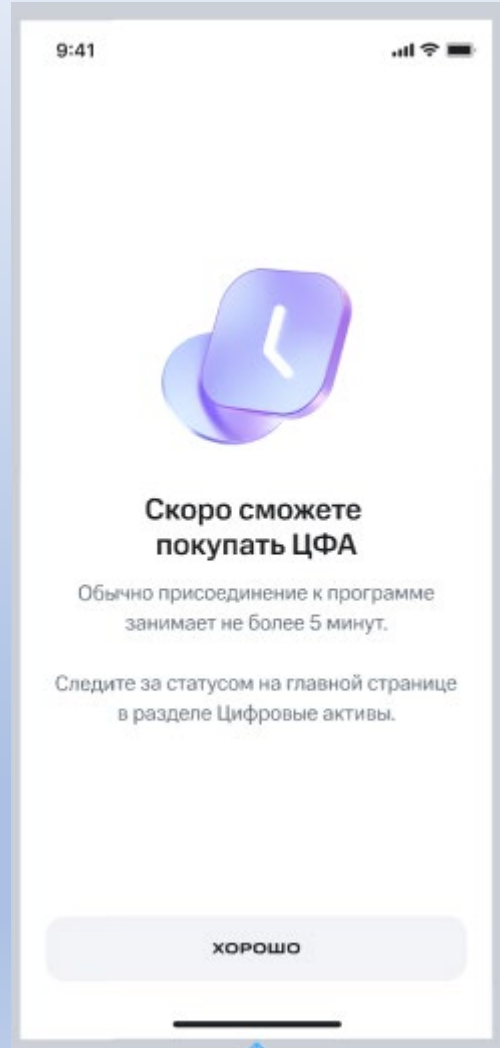 9:41
Скоро сможете
покупать ЦФА
Обычно присоединение к программе
занимает не более 5 минут.
Следите за статусом на главной странице
в разделе Цифровые активы.
ХОРОШО